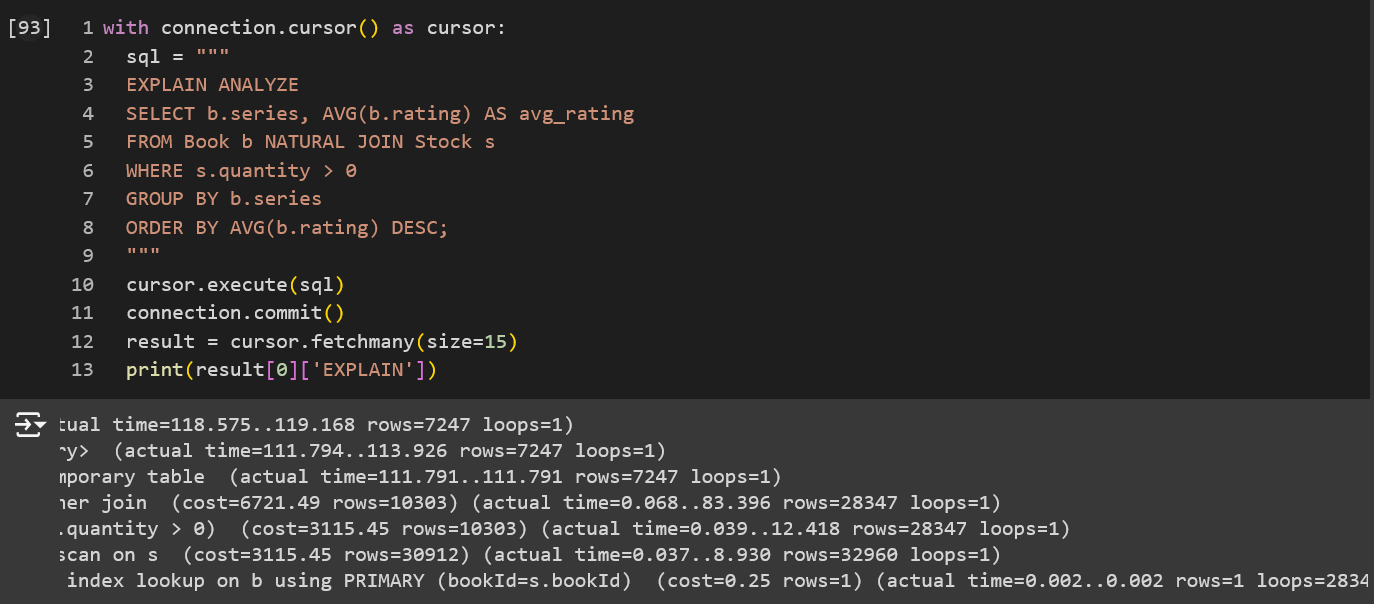 [93] 1 with connection.cursor() as cursor:
2 sql = """
3 EXPLAIN ANALYZE
4 SELECT b.series, AVG(b.rating) AS avg_rating
5 FROM Book b NATURAL JOIN Stock s
6 WHERE s.quantity > 0
7 GROUP BY b.series
8 ORDER BY AVG(b.rating) DESC;
9 """
10 cursor.execute(sql)
11 connection.commit()
12 result = cursor.fetchmany(size=15)
13 print(result[0]['EXPLAIN'])
tual time=118.575..119.168 rows=7247 loops=1)
ry> (actual time=111.794..113.926 rows=7247 loops=1)
mporary table (actual time=111.791..111.791 rows=7247 loops=1)
ner join (cost=6721.49 rows=10303) (actual time=0.068..83.396 rows=28347 loops=1)
.quantity > 0) (cost=3115.45 rows=10303) (actual time=0.039..12.418 rows=28347 loops=1)
scan on s (cost=3115.45 rows=30912) (actual time=0.037..8.930 rows=32960 loops=1)
index lookup on b using PRIMARY (bookId=s.bookId) (cost=0.25 rows=1) (actual time=0.002..0.002 rows=1 loops=2834